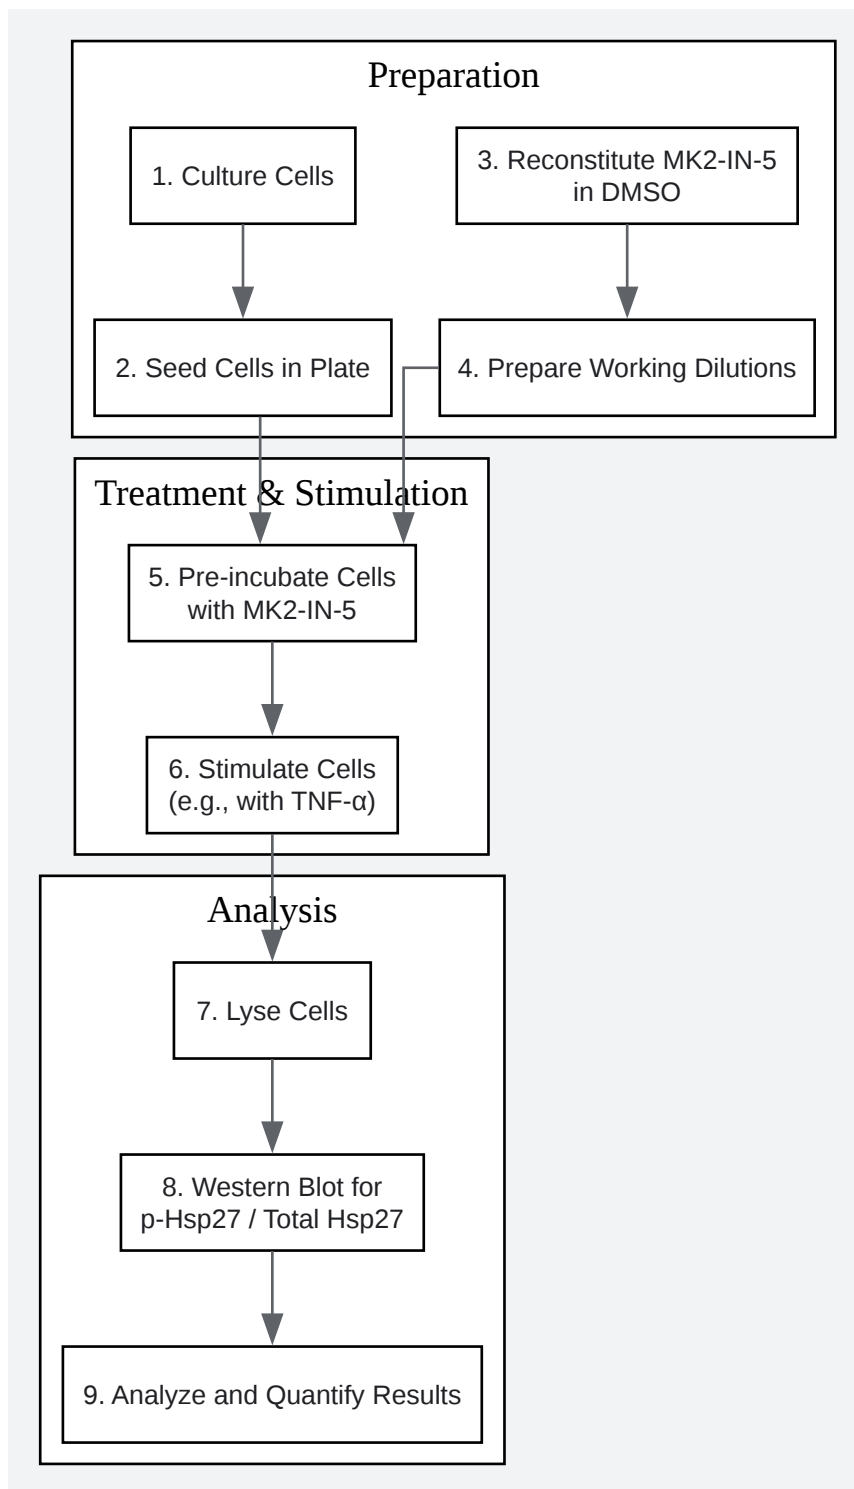 Preparation
1. Culture Cells
3. Reconstitute MK2-IN-5
in DMSO
2. Seed Cells in Plate
4. Prepare Working Dilutions
Treatment & Stimulation
5. Pre-incubate Cells
with MK2-IN-5
6. Stimulate Cells
(e.g., with TNF-α)
Analysis
7. Lyse Cells
8. Western Blot for
p-Hsp27 / Total Hsp27
9. Analyze and Quantify Results